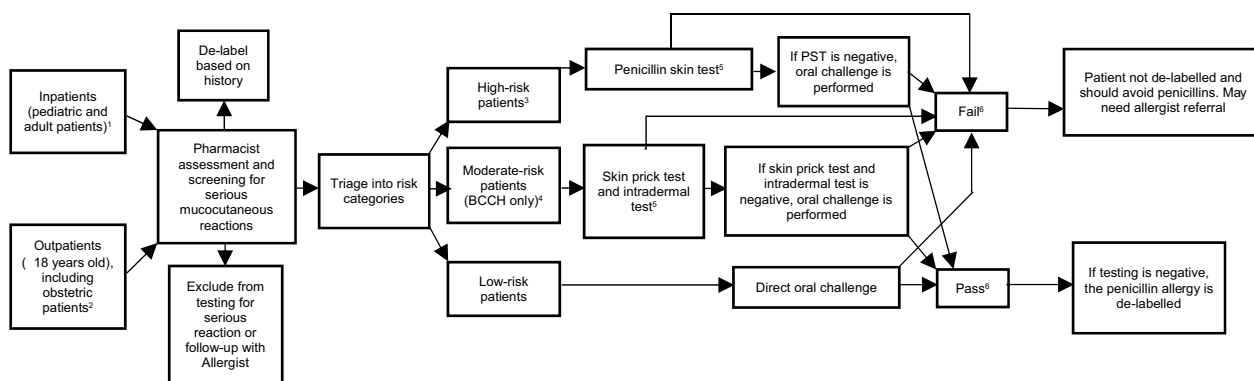 Inpatients
(pediatric and
adult patients)¹
Outpatients
( 18 years old),
including
obstetric
patients²
De-label
based on
history
Pharmacist
assessment and
screening for
serious
mucocutaneous
reactions
Exclude from
testing for
serious
reaction or
follow-up with
Allergist
Triage into risk
categories
High-risk
patients³
Moderate-risk
patients
(BCCH only)⁴
Low-risk
patients
Penicillin skin test⁵
Skin prick test
and intradermal
test⁵
If PST is negative,
oral challenge is
performed
If skin prick test and
intradermal test is
negative, oral challenge is
performed
Direct oral challenge
Fail⁶
Pass⁶
Patient not de-labelled and
should avoid penicillins. May
need allergist referral
If testing is negative,
the penicillin allergy is
de-labelled